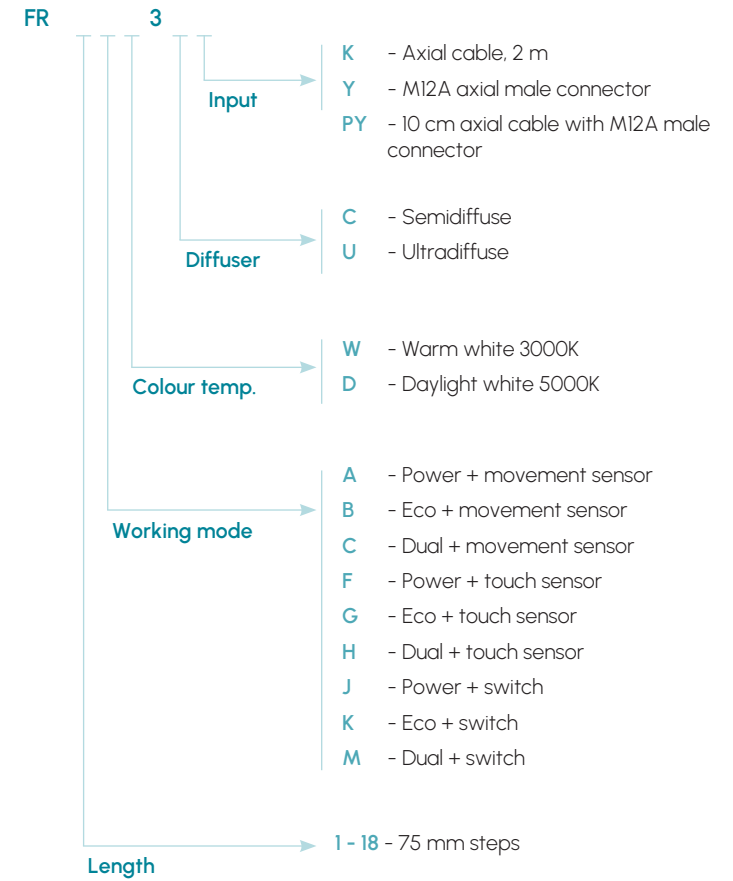 FR 3
Input
K - Axial cable, 2 m
Y - M12A axial male connector
PY - 10 cm axial cable with M12A male
connector
Diffuser
C - Semidiffuse
U - Ultradiffuse
Colour temp.
W - Warm white 3000K
D - Daylight white 5000K
Working mode
A - Power + movement sensor
B - Eco + movement sensor
C - Dual + movement sensor
F - Power + touch sensor
G - Eco + touch sensor
H - Dual + touch sensor
J - Power + switch
K - Eco + switch
M - Dual + switch
Length
1 - 18 - 75 mm steps